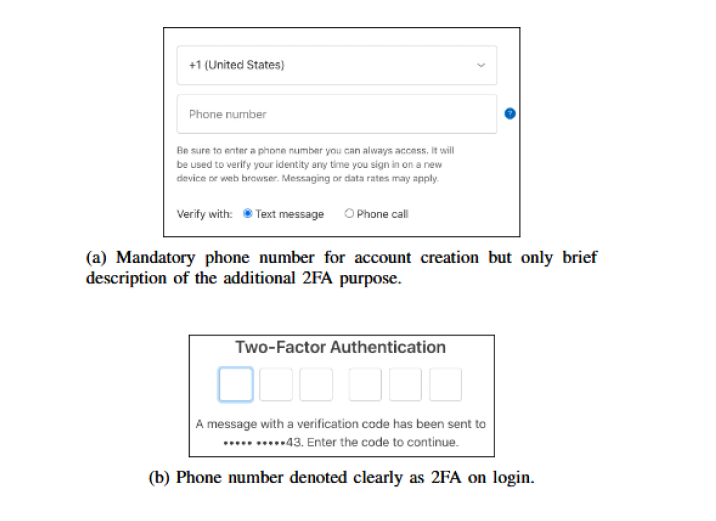 +1 (United States)
Phone number
?
Be sure to enter a phone number you can always access. It will
be used to verify your identity any time you sign in on a new
device or web browser. Messaging or data rates may apply.
Verify with: Text message Phone call
(a) Mandatory phone number for account creation but only brief
description of the additional 2FA purpose.
Two-Factor Authentication
A message with a verification code has been sent to
••••• •••••43. Enter the code to continue.
(b) Phone number denoted clearly as 2FA on login.